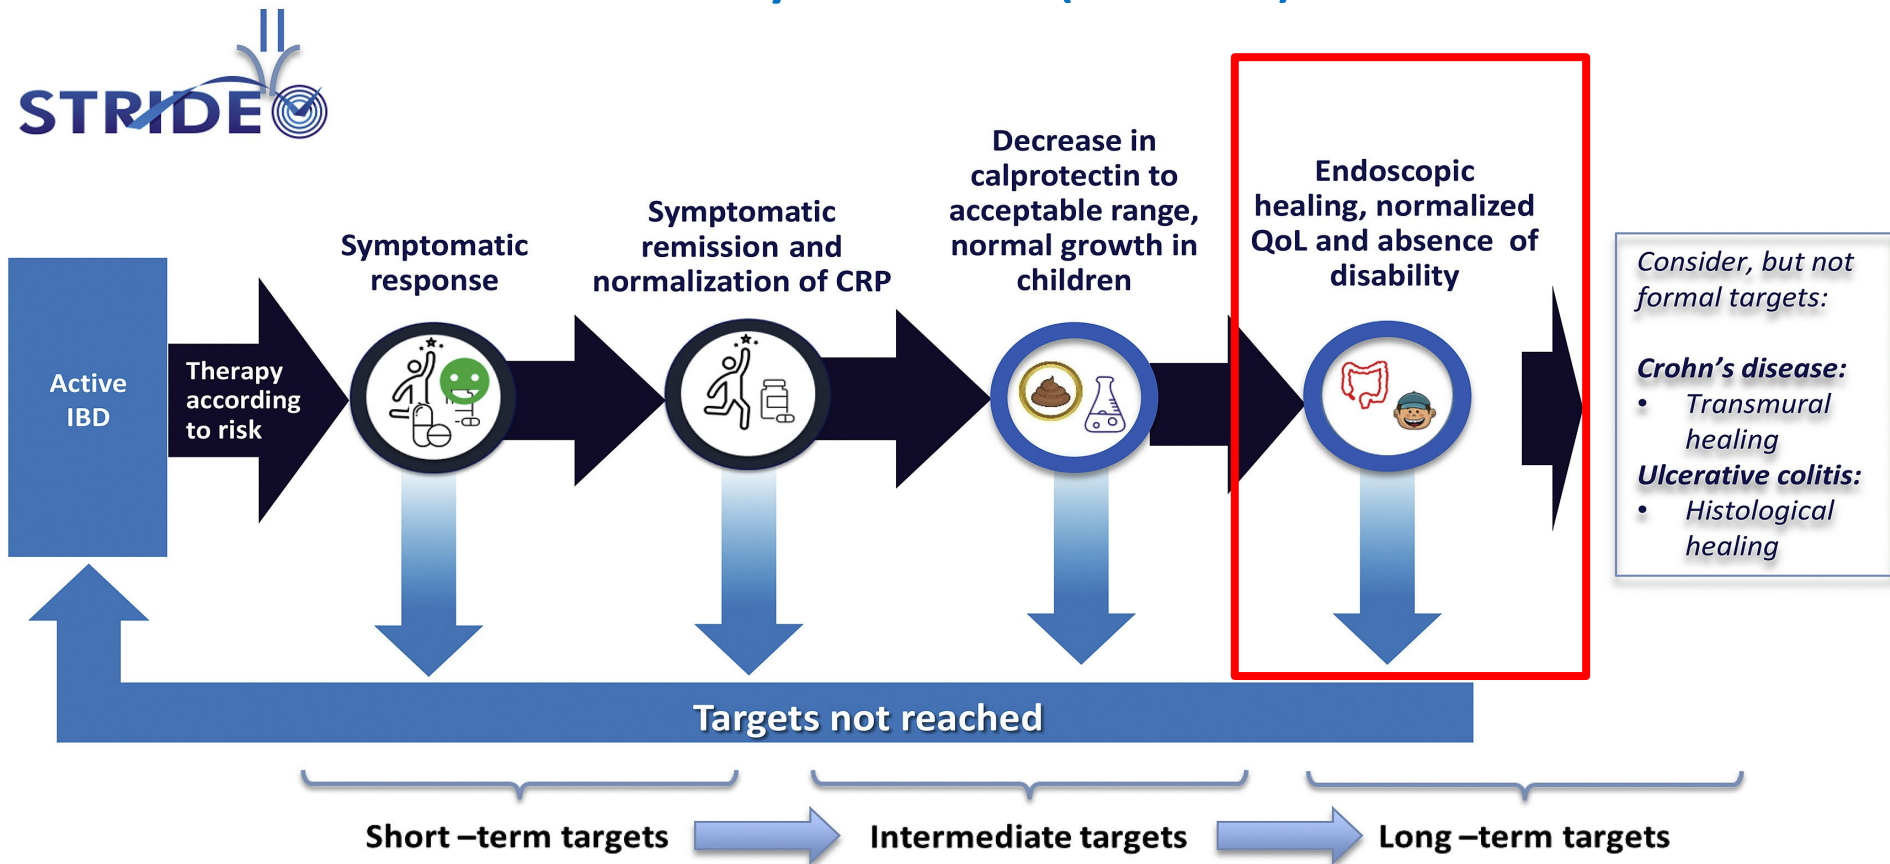 II
STRIDE
Active
IBD
Therapy
according
to risk
Symptomatic
response
Symptomatic
remission and
normalization of CRP
Decrease in
calprotectin to
acceptable range,
normal growth in
children
Endoscopic
healing, normalized
QoL and absence of
disability
Consider, but not
formal targets:
Crohn's disease:
• Transmural
healing
Ulcerative colitis:
• Histological
healing
Targets not reached
Short –term targets
Intermediate targets
Long –term targets